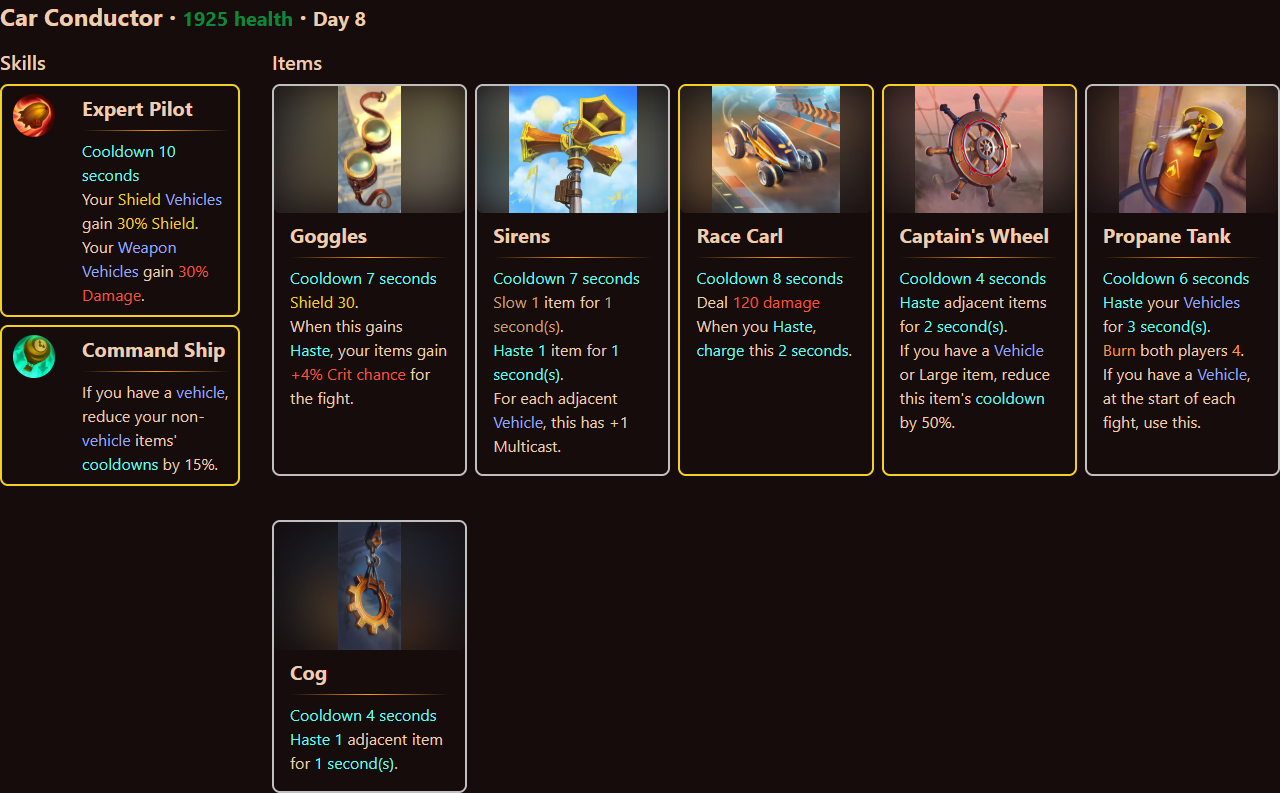 Car Conductor · 1925 health · Day 8
Skills
Items
Expert Pilot
Cooldown 10
seconds
Your Shield Vehicles
gain 30% Shield.
Your Weapon
Vehicles gain 30%
Damage.
Command Ship
If you have a vehicle,
reduce your non-
vehicle items'
cooldowns by 15%.
Goggles
Cooldown 7 seconds
Shield 30.
When this gains
Haste, your items gain
+4% Crit chance for
the fight.
Sirens
Cooldown 7 seconds
Slow 1 item for 1
second(s).
Haste 1 item for 1
second(s).
For each adjacent
Vehicle, this has +1
Multicast.
Race Carl
Cooldown 8 seconds
Deal 120 damage
When you Haste,
charge this 2 seconds.
Captain's Wheel
Cooldown 4 seconds
Haste adjacent items
for 2 second(s).
If you have a Vehicle
or Large item, reduce
this item's cooldown
by 50%.
Propane Tank
Cooldown 6 seconds
Haste your Vehicles
for 3 second(s).
Burn both players 4.
If you have a Vehicle,
at the start of each
fight, use this.
Cog
Cooldown 4 seconds
Haste 1 adjacent item
for 1 second(s).